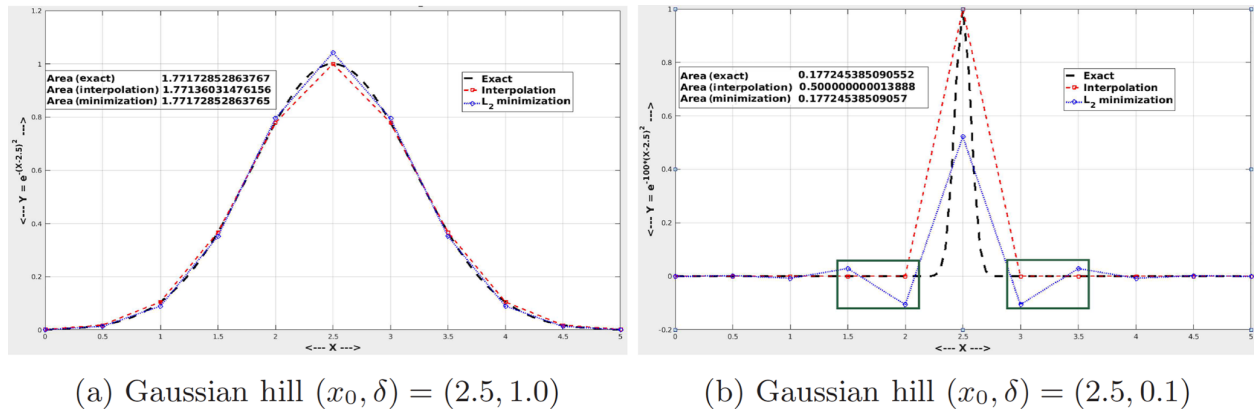 1.2
1
0.8
0.6
0.4
0.2
0
0 0.5 1 1.5 2 2.5 3 3.5 4 4.5 5
<--- X --->
<--- Y = e^-(X-2.5)^2 --->
Area (exact) 1.77172852863767
Area (interpolation) 1.77136031476156
Area (minimization) 1.77172852863765
Exact
Interpolation
L₂ minimization
(a) Gaussian hill (x₀, δ) = (2.5, 1.0)
1
0.8
0.6
0.4
0.2
0
-0.2
0 0.5 1 1.5 2 2.5 3 3.5 4 4.5 5
<--- X --->
<--- Y = e^-100*(X-2.5)^2 --->
Area (exact) 0.177245385090552
Area (interpolation) 0.500000000013888
Area (minimization) 0.17724538509057
Exact
Interpolation
L₂ minimization
(b) Gaussian hill (x₀, δ) = (2.5, 0.1)